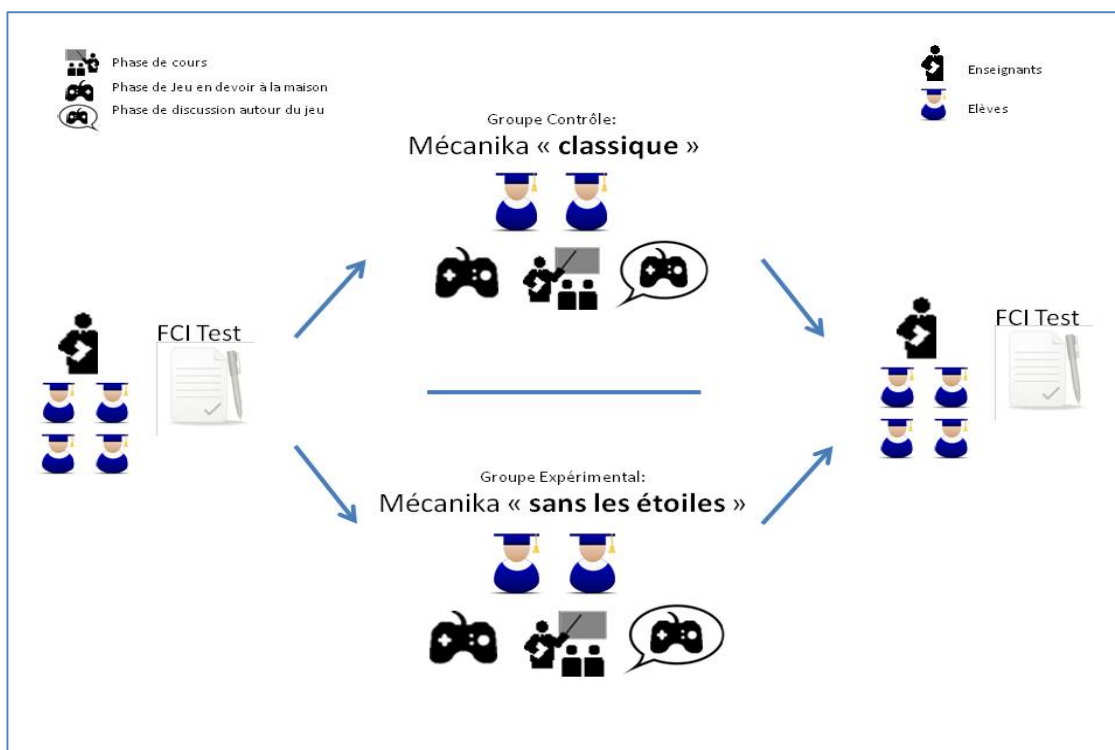 Phase de cours
Phase de Jeu en devoir à la maison
Phase de discussion autour du jeu
Enseignants
Elèves
Groupe Contrôle:
Mécanika « classique »
FCI Test
FCI Test
Groupe Expérimental:
Mécanika « sans les étoiles »